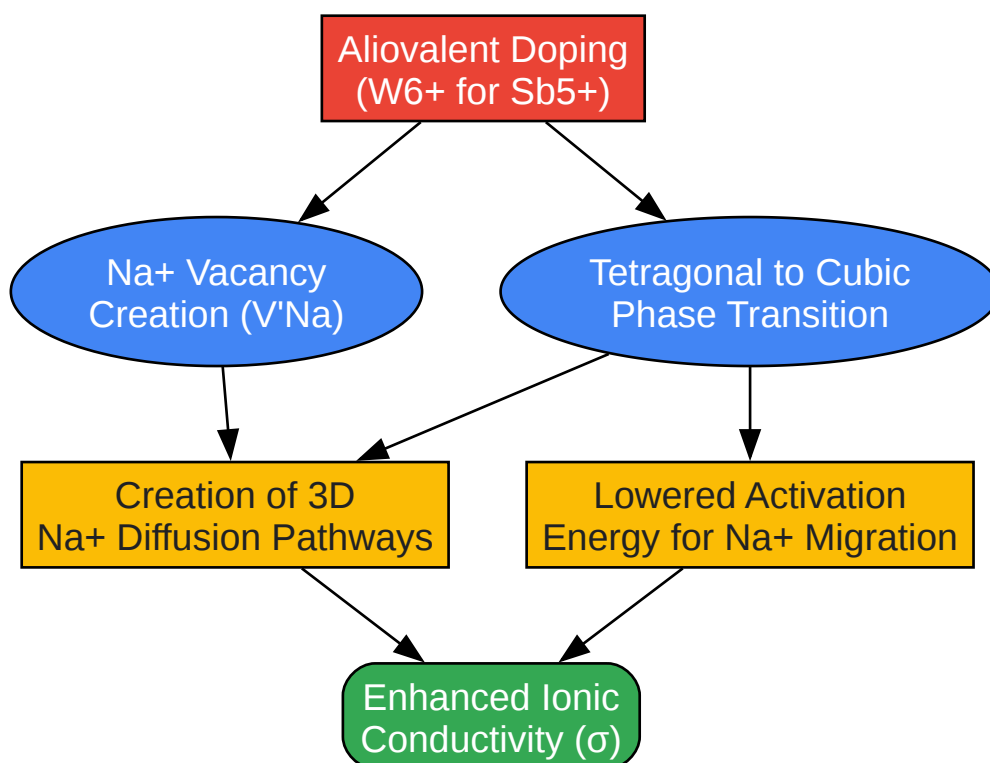 Aliovalent Doping
(W6+ for Sb5+)
Na+ Vacancy
Creation (V'Na)
Tetragonal to Cubic
Phase Transition
Creation of 3D
Na+ Diffusion Pathways
Lowered Activation
Energy for Na+ Migration
Enhanced Ionic
Conductivity (σ)